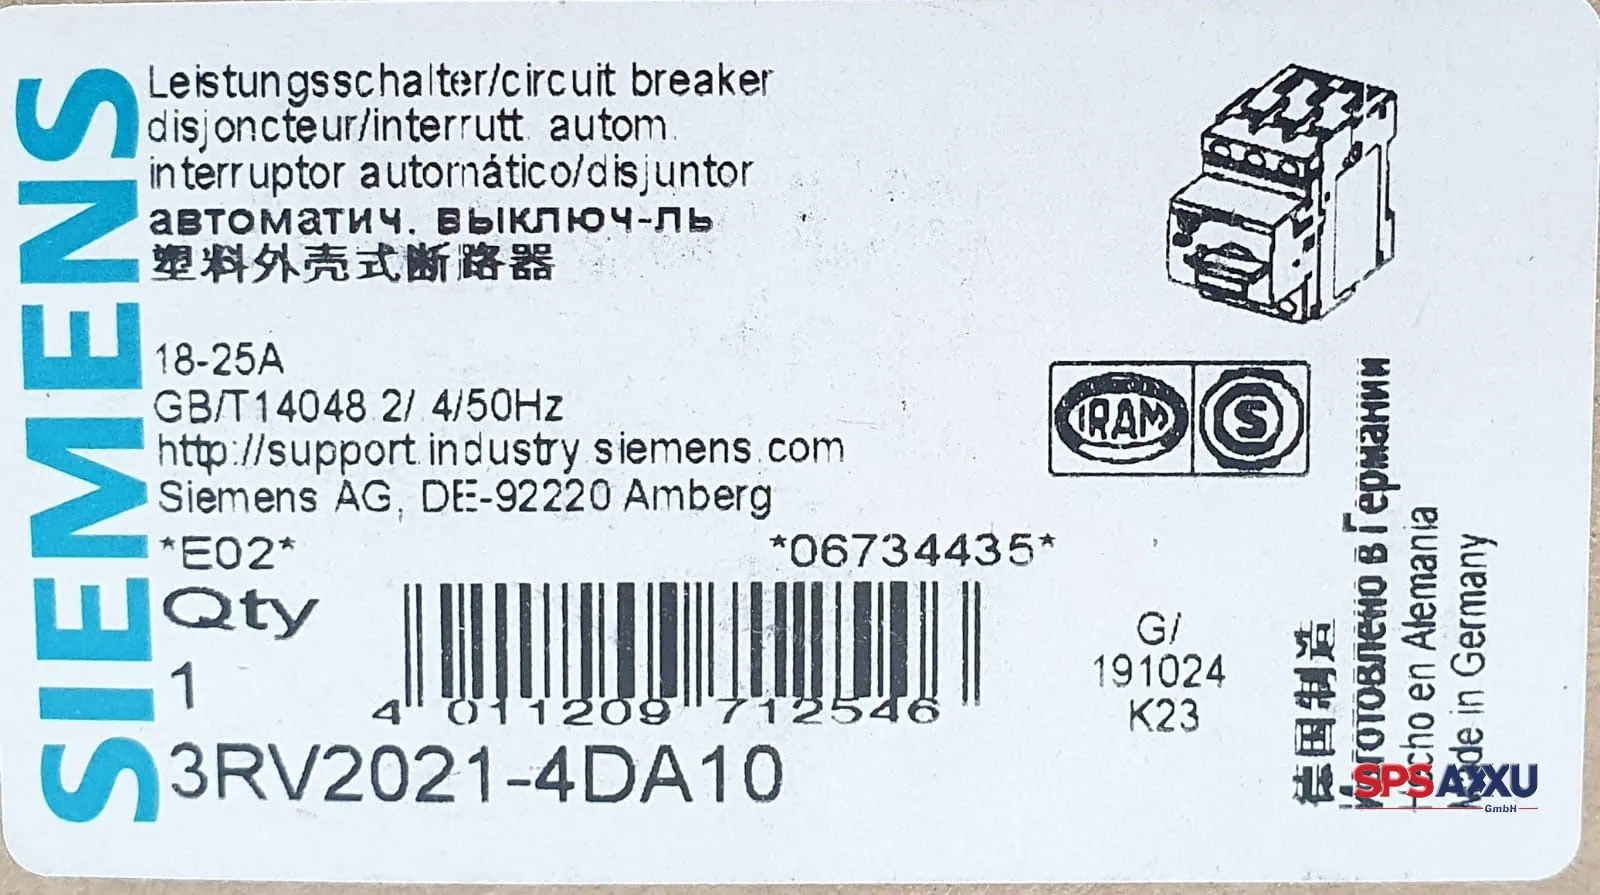 SIEMENS
Leistungsschalter/circuit breaker
disjoncteur/interrutt. autom.
interruptor automático/disjuntor
автоматич. выключ-ль
塑料外壳式断路器
18-25A
GB/T14048.2/.4/50Hz
http://support.industry.siemens.com
Siemens AG, DE-92220 Amberg
*E02*
*06734435*
Qty
1
4 011209 712546
3RV2021-4DA10
IRAM
S
G/
191024
K23
德国制造
Изготовлено в Германии
Hecho en Alemania
Made in Germany
SPS AXXU
GmbH